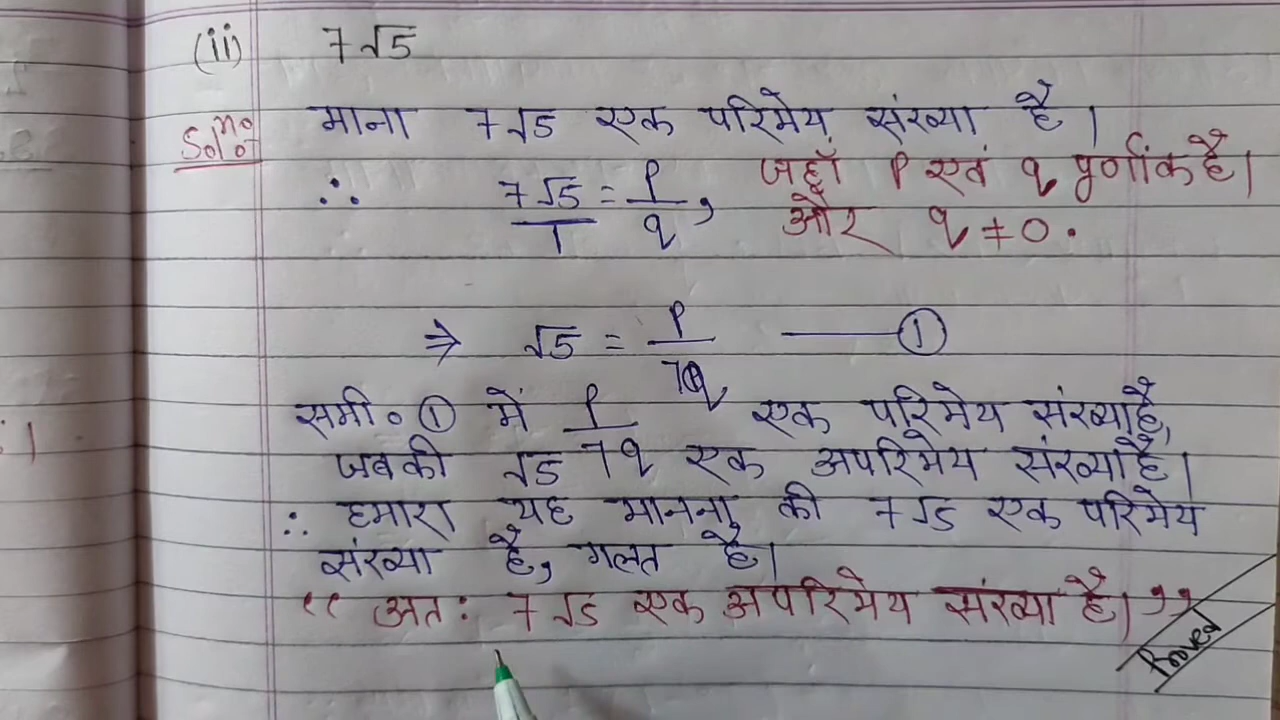 (ii) 7√5
Solno माना 7√5 एक परिमेय संख्या है।
∴ 7√5/1 = P/q, जहाँ P एवं q पूर्णांक है।
और q ≠ 0.
⇒ √5 = P/7q —— ①
समी० ① में P/7q एक परिमेय संख्या है,
जबकी √5 एक अपरिमेय संख्या है।
∴ हमारा यह मानना की 7√5 एक परिमेय
संख्या है, गलत है।
“ अतः 7√5 एक अपरिमेय संख्या है। ”
Proved